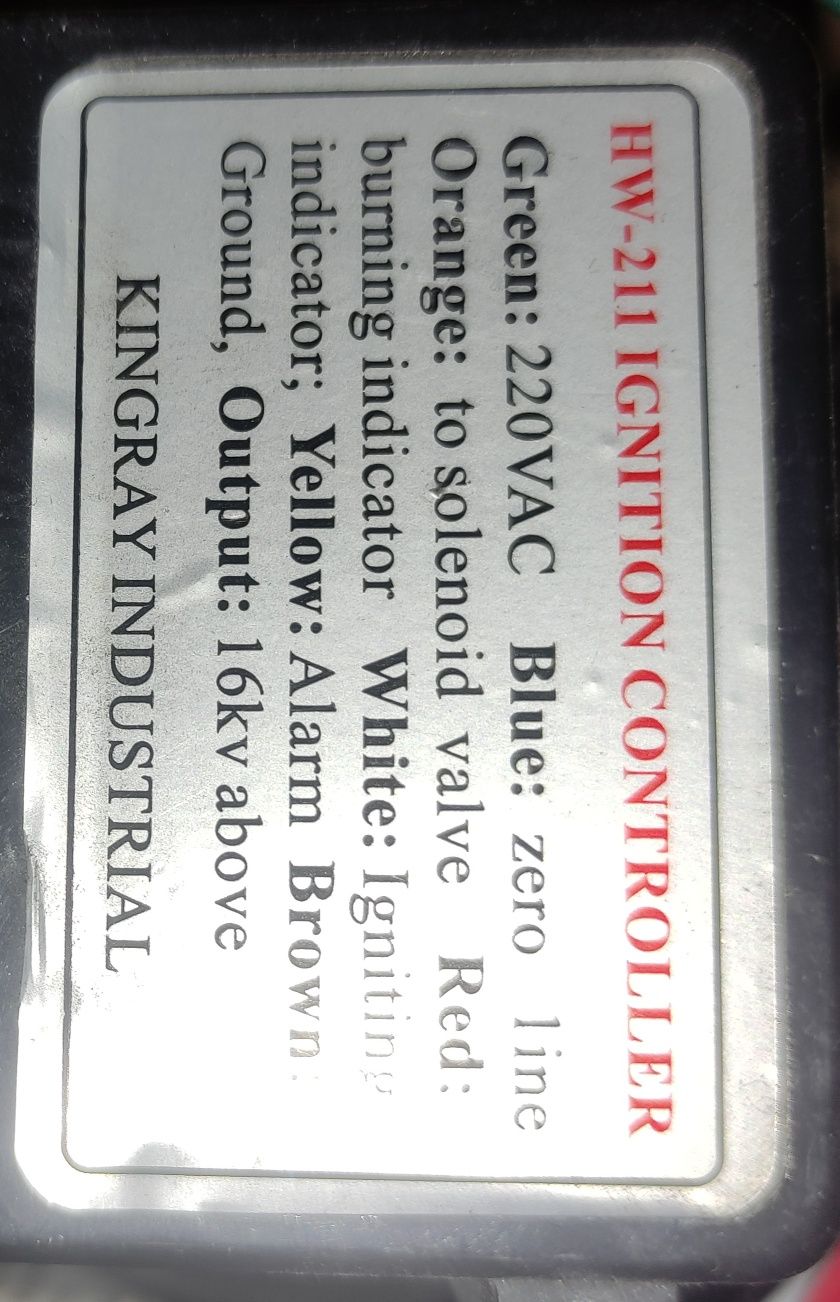 HW-211 IGNITION CONTROLLER
Green: 220VAC Blue: zero line
Orange: to solenoid valve Red:
burning indicator White: Igniting
indicator; Yellow: Alarm Brown:
Ground, Output: 16kv above
KINGRAY INDUSTRIAL